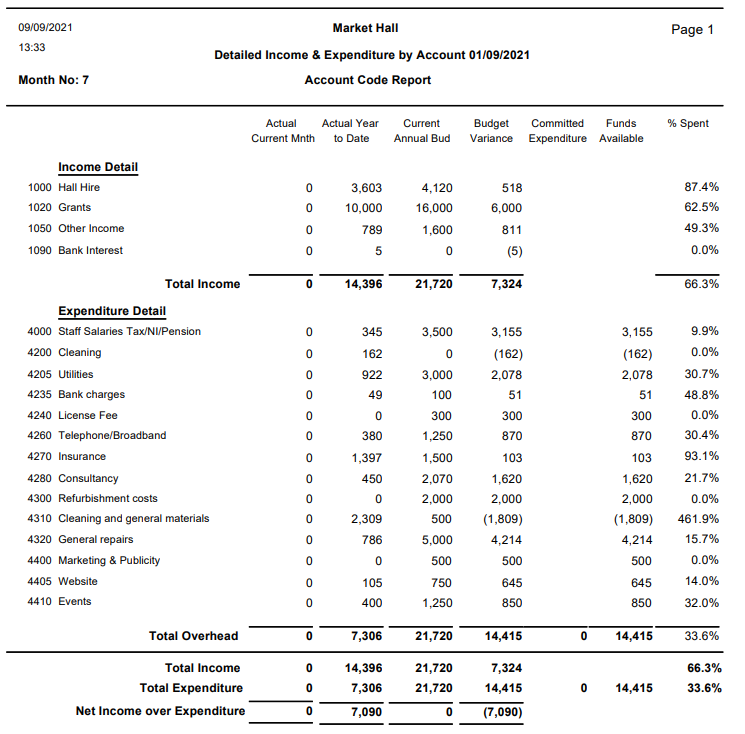 09/09/2021 Market Hall Page 1
13:33 Detailed Income & Expenditure by Account 01/09/2021
Month No: 7 Account Code Report
Actual Actual Year Current Budget Committed Funds % Spent
Current Mnth to Date Annual Bud Variance Expenditure Available
Income Detail
1000 Hall Hire 0 3,603 4,120 518 87.4%
1020 Grants 0 10,000 16,000 6,000 62.5%
1050 Other Income 0 789 1,600 811 49.3%
1090 Bank Interest 0 5 0 (5) 0.0%
Total Income 0 14,396 21,720 7,324 66.3%
Expenditure Detail
4000 Staff Salaries Tax/NI/Pension 0 345 3,500 3,155 3,155 9.9%
4200 Cleaning 0 162 0 (162) (162) 0.0%
4205 Utilities 0 922 3,000 2,078 2,078 30.7%
4235 Bank charges 0 49 100 51 51 48.8%
4240 License Fee 0 0 300 300 300 0.0%
4260 Telephone/Broadband 0 380 1,250 870 870 30.4%
4270 Insurance 0 1,397 1,500 103 103 93.1%
4280 Consultancy 0 450 2,070 1,620 1,620 21.7%
4300 Refurbishment costs 0 0 2,000 2,000 2,000 0.0%
4310 Cleaning and general materials 0 2,309 500 (1,809) (1,809) 461.9%
4320 General repairs 0 786 5,000 4,214 4,214 15.7%
4400 Marketing & Publicity 0 0 500 500 500 0.0%
4405 Website 0 105 750 645 645 14.0%
4410 Events 0 400 1,250 850 850 32.0%
Total Overhead 0 7,306 21,720 14,415 0 14,415 33.6%
Total Income 0 14,396 21,720 7,324 66.3%
Total Expenditure 0 7,306 21,720 14,415 0 14,415 33.6%
Net Income over Expenditure 0 7,090 0 (7,090)